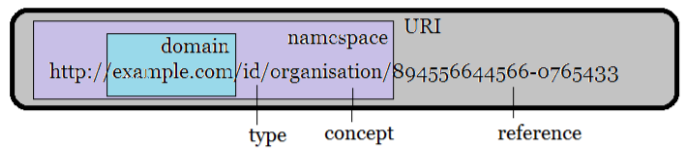 URI
namespace
domain
http://example.com/id/organisation/894556644566-0765433
type concept reference